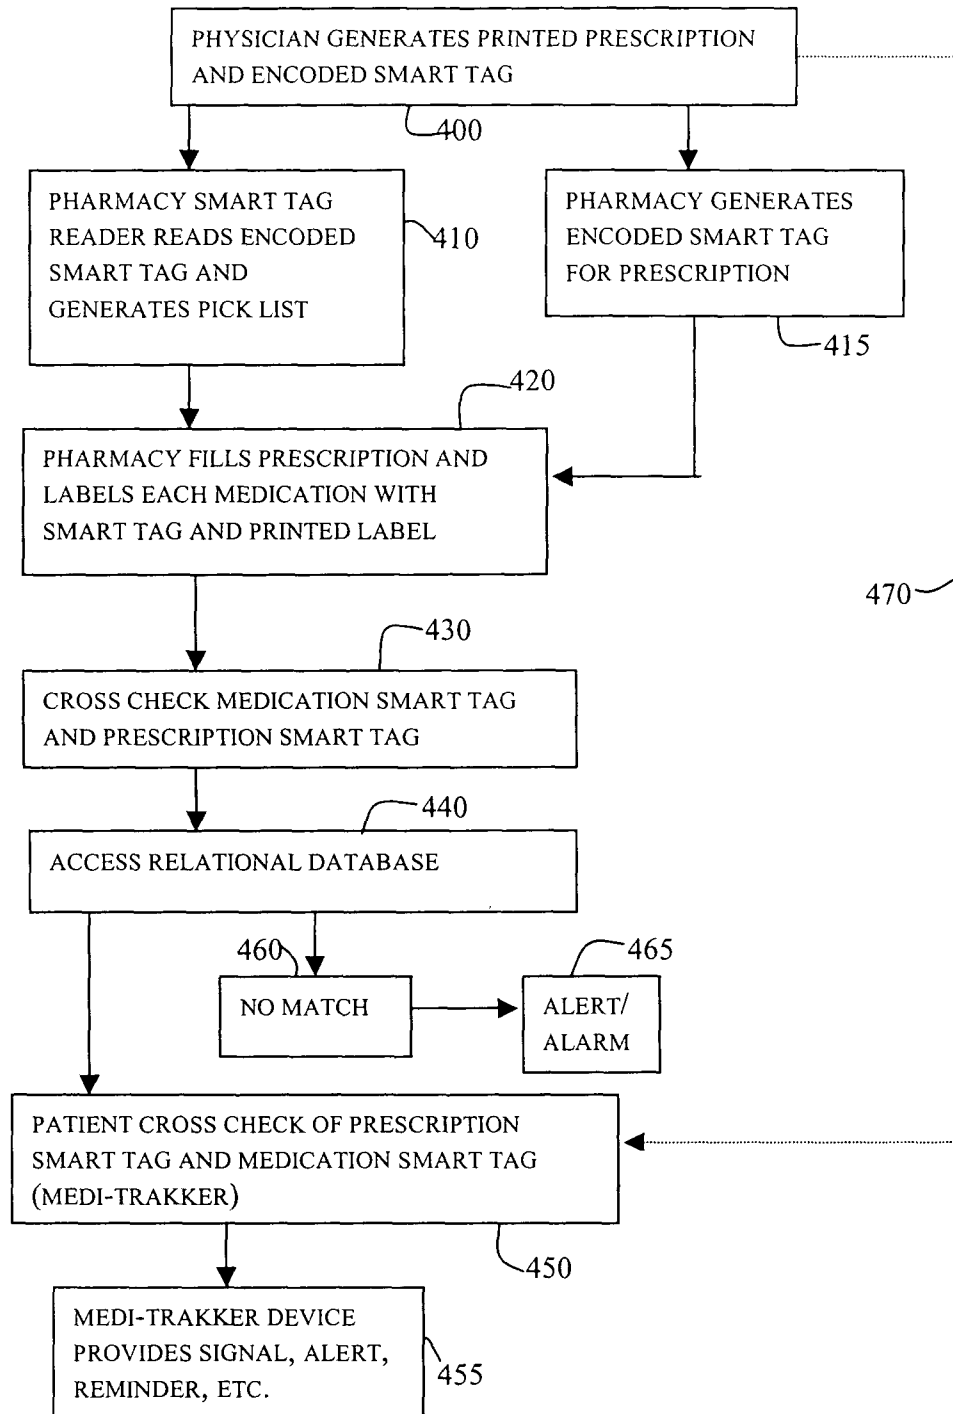 PHYSICIAN GENERATES PRINTED PRESCRIPTION
AND ENCODED SMART TAG
400
PHARMACY SMART TAG
READER READS ENCODED
SMART TAG AND
GENERATES PICK LIST
410
PHARMACY GENERATES
ENCODED SMART TAG
FOR PRESCRIPTION
415
420
PHARMACY FILLS PRESCRIPTION AND
LABELS EACH MEDICATION WITH
SMART TAG AND PRINTED LABEL
470
430
CROSS CHECK MEDICATION SMART TAG
AND PRESCRIPTION SMART TAG
440
ACCESS RELATIONAL DATABASE
460
NO MATCH
465
ALERT/
ALARM
PATIENT CROSS CHECK OF PRESCRIPTION
SMART TAG AND MEDICATION SMART TAG
(MEDI-TRAKKER)
450
MEDI-TRAKKER DEVICE
PROVIDES SIGNAL, ALERT,
REMINDER, ETC.
455